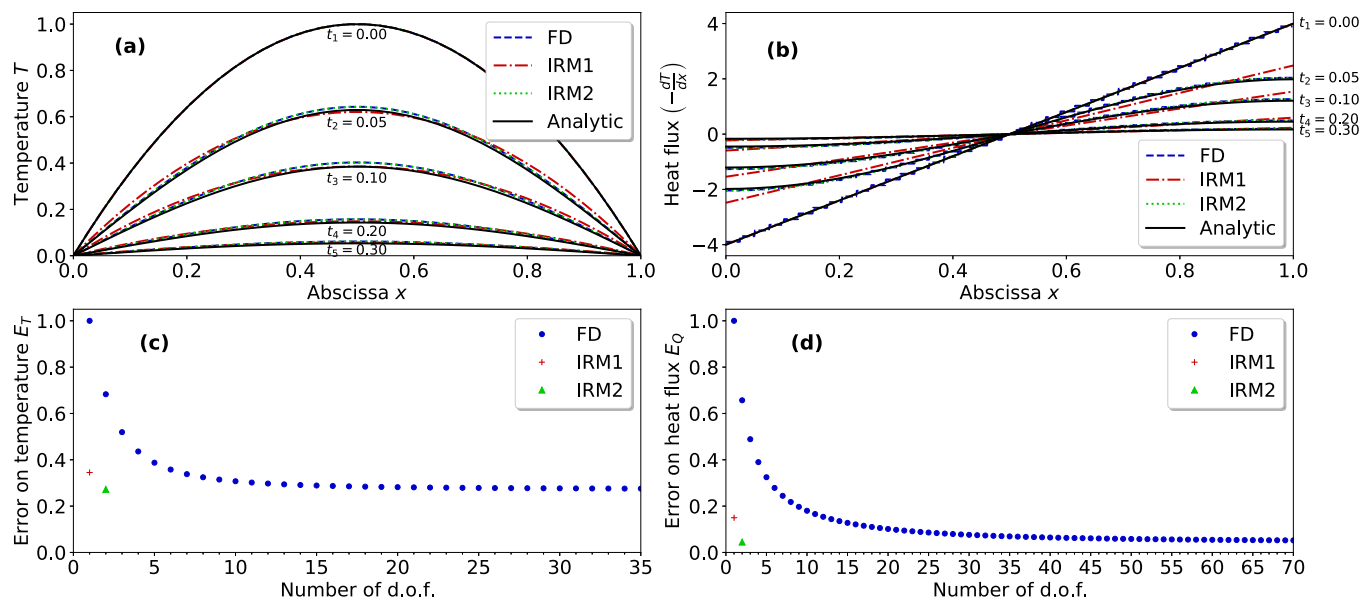 (a)
Temperature T
1.0
0.8
0.6
0.4
0.2
0.0
t₁ = 0.00
t₂ = 0.05
t₃ = 0.10
t₄ = 0.20
t₅ = 0.30
FD
IRM1
IRM2
Analytic
0.0 0.2 0.4 0.6 0.8 1.0
Abscissa x
(b)
Heat flux (−dT/dx)
4
2
0
−2
−4
t₁ = 0.00
t₂ = 0.05
t₃ = 0.10
t₄ = 0.20
t₅ = 0.30
FD
IRM1
IRM2
Analytic
0.0 0.2 0.4 0.6 0.8 1.0
Abscissa x
(c)
Error on temperature E_T
1.0
0.8
0.6
0.4
0.2
0.0
FD
IRM1
IRM2
0 5 10 15 20 25 30 35
Number of d.o.f.
(d)
Error on heat flux E_Q
1.0
0.8
0.6
0.4
0.2
0.0
FD
IRM1
IRM2
0 5 10 15 20 25 30 35 40 45 50 55 60 65 70
Number of d.o.f.